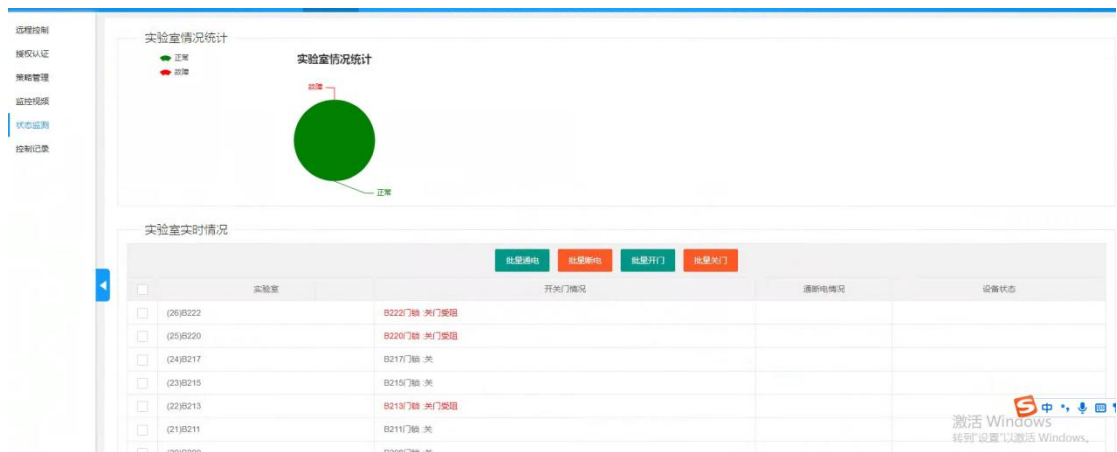 远程控制
授权认证
策略管理
监控视频
状态监测
控制记录
实验室情况统计
正常
故障
实验室情况统计
故障
正常
实验室实时情况
批量通电 批量断电 批量开门 批量关门
实验室 开关门情况 通断电情况 设备状态
(26)B222 B222门锁:关门受阻
(25)B220 B220门锁:关门受阻
(24)B217 B217门锁:关
(23)B215 B215门锁:关
(22)B213 B213门锁:关门受阻
(21)B211 B211门锁:关
中
激活 Windows
转到"设置"以激活 Windows。